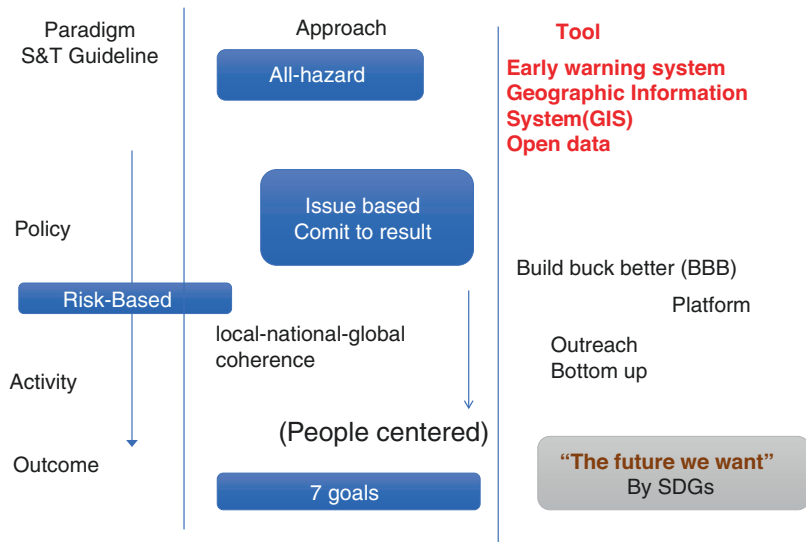 Paradigm
S&T Guideline
Policy
Risk-Based
Activity
Outcome
Approach
All-hazard
Issue based
Comit to result
local-national-global
coherence
(People centered)
7 goals
Tool
Early warning system
Geographic Information
System(GIS)
Open data
Build buck better (BBB)
Platform
Outreach
Bottom up
“The future we want”
By SDGs